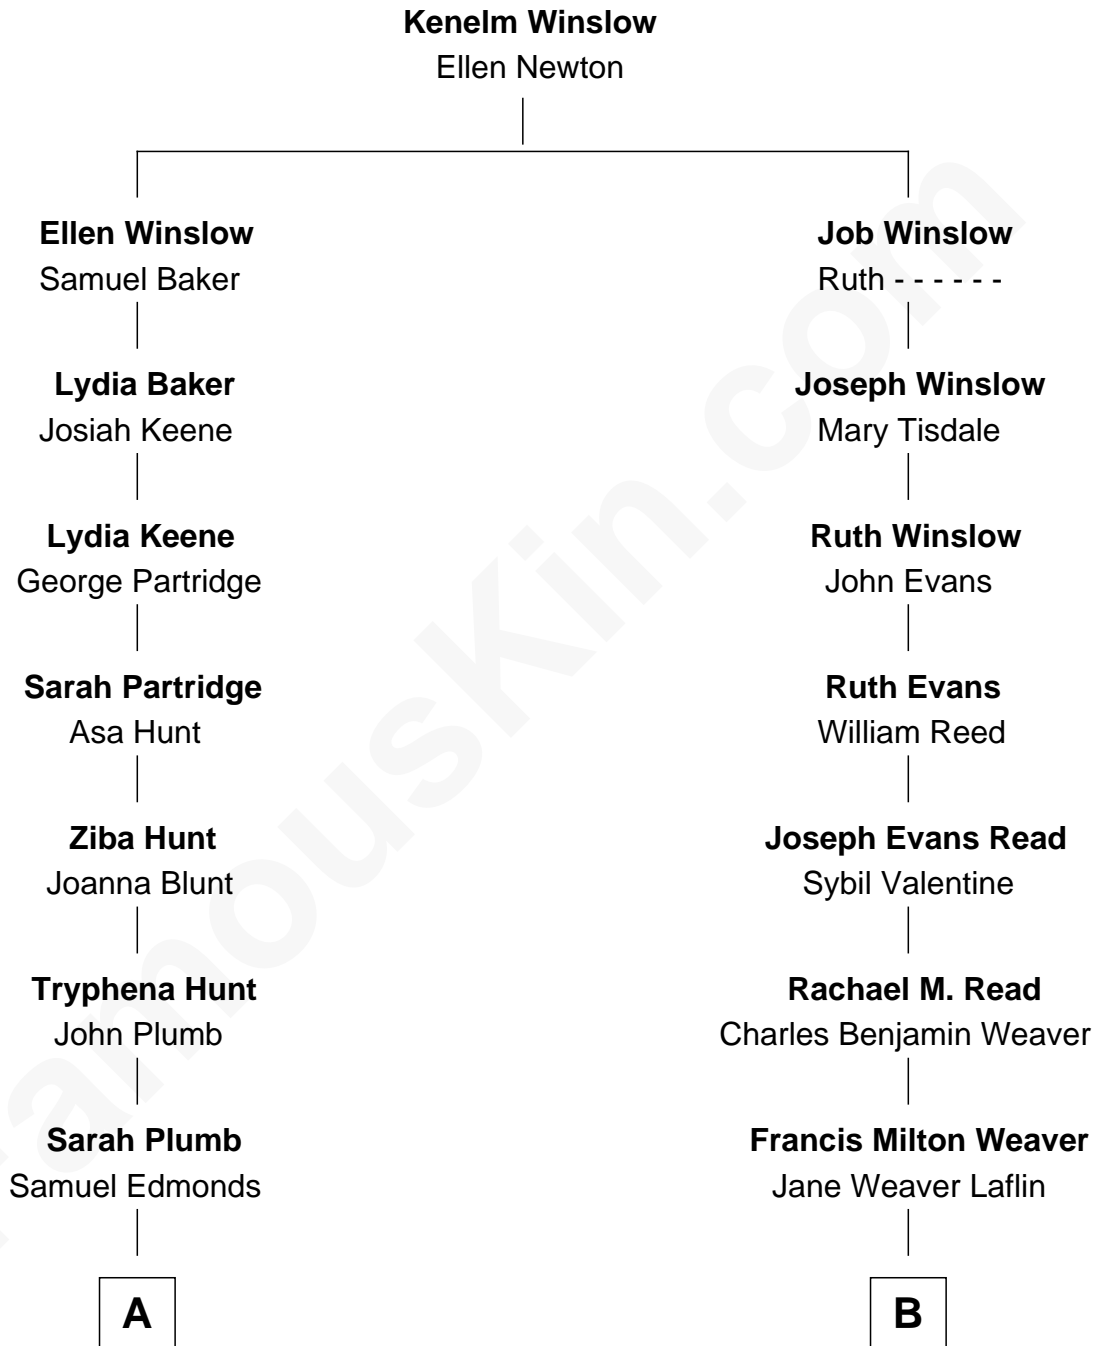 Kenelm Winslow
Ellen Newton
Ellen Winslow
Samuel Baker
Lydia Baker
Josiah Keene
Lydia Keene
George Partridge
Sarah Partridge
Asa Hunt
Ziba Hunt
Joanna Blunt
Tryphena Hunt
John Plumb
Sarah Plumb
Samuel Edmonds
A
Job Winslow
Ruth - - - - - -
Joseph Winslow
Mary Tisdale
Ruth Winslow
John Evans
Ruth Evans
William Reed
Joseph Evans Read
Sybil Valentine
Rachael M. Read
Charles Benjamin Weaver
Francis Milton Weaver
Jane Weaver Laflin
B
FamousKin.com